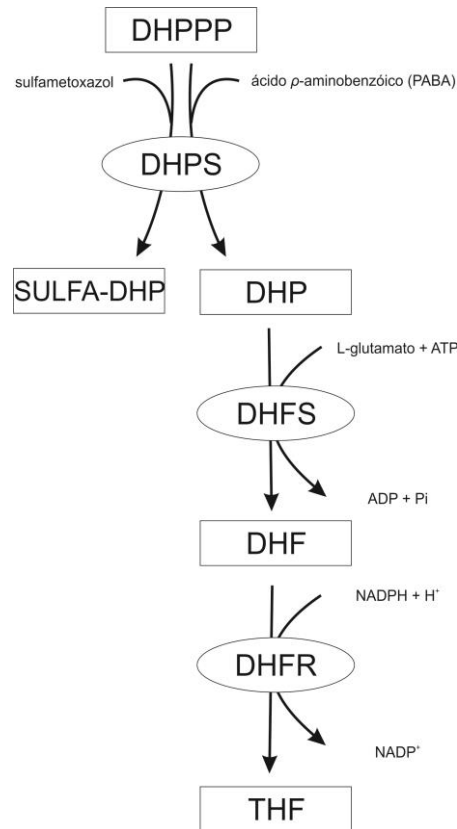 DHPPP
sulfametoxazol
ácido ρ-aminobenzóico (PABA)
DHPS
SULFA-DHP
DHP
L-glutamato + ATP
DHFS
ADP + Pi
DHF
NADPH + H⁺
DHFR
NADP⁺
THF